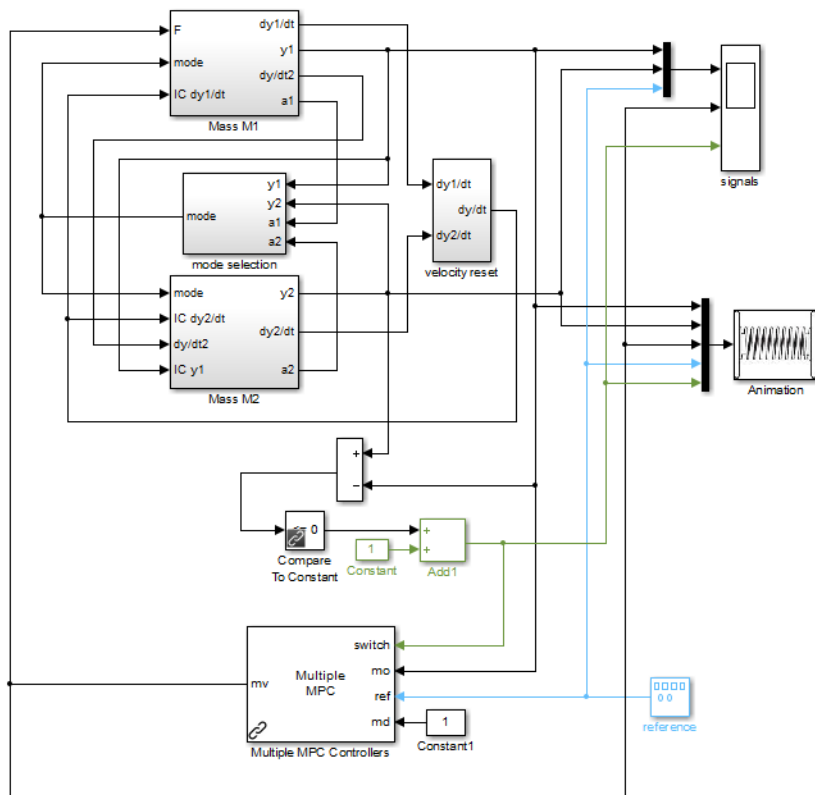 F
mode
IC dy1/dt
dy1/dt
y1
dy/dt2
a1
Mass M1
signals
mode
y1
y2
a1
a2
mode selection
dy1/dt
dy2/dt
dy/dt
velocity reset
mode
IC dy2/dt
dy/dt2
IC y1
y2
dy2/dt
a2
Mass M2
Animation
+
−
0
Compare
To Constant
1
Constant
+
+
Add1
mv
Multiple
MPC
switch
mo
ref
md
Multiple MPC Controllers
1
Constant1
0 0
reference